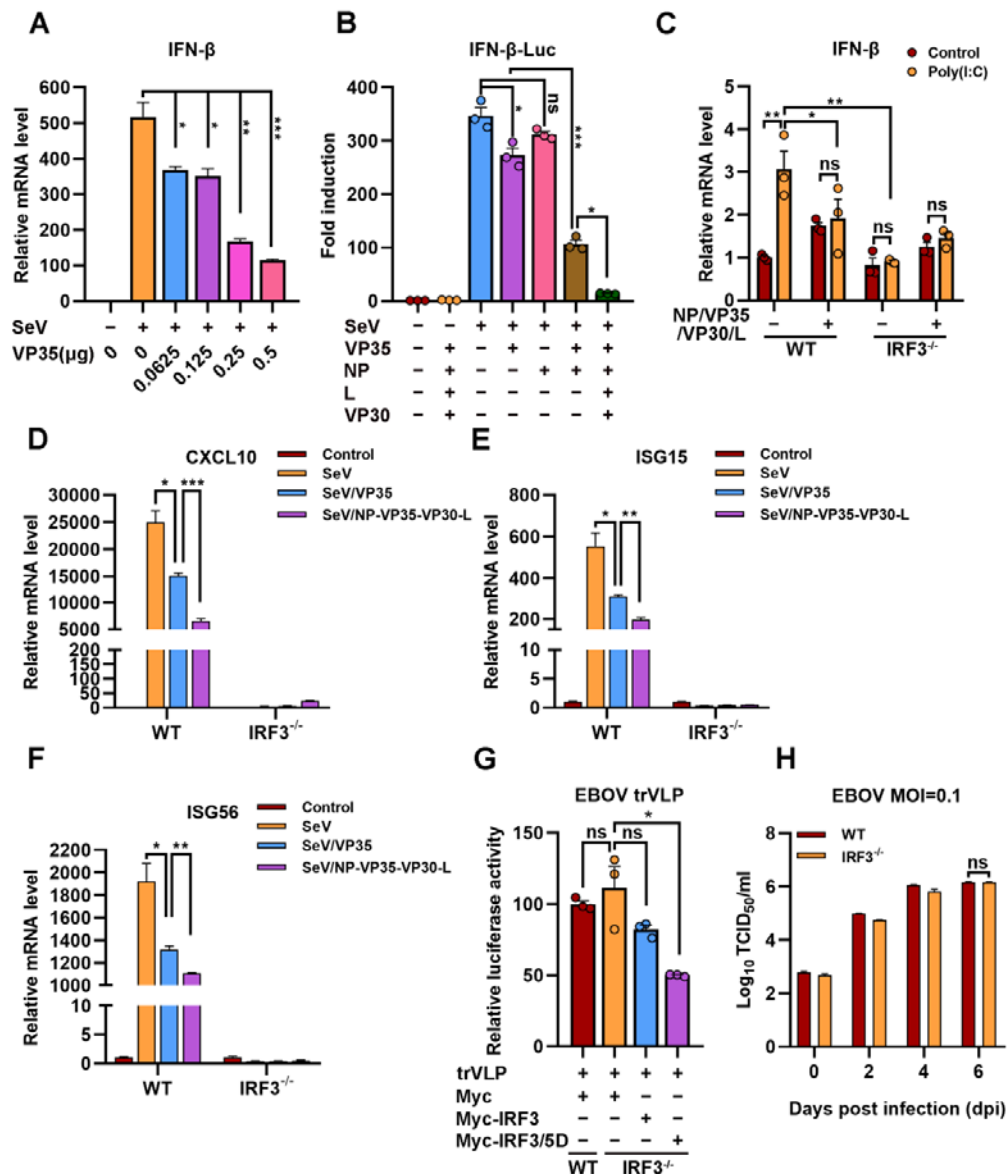 A
IFN-β
Relative mRNA level
600
500
400
300
200
100
0
* * ** ***
SeV – + + + + +
VP35(μg) 0 0 0.0625 0.125 0.25 0.5
B
IFN-β-Luc
Fold induction
400
300
200
100
0
* ns *** *
SeV – – + + + + +
VP35 – + – + – + +
NP – + – – + + +
L – + – – – – +
VP30 – + – – – – +
C
IFN-β
Control
Poly(I:C)
Relative mRNA level
5
4
3
2
1
0
**
** *
ns ns ns
NP/VP35
/VP30/L – + – +
WT IRF3-/-
D
CXCL10
Control
SeV
SeV/VP35
SeV/NP-VP35-VP30-L
Relative mRNA level
30000
25000
20000
15000
10000
5000
200
150
100
50
0
* ***
WT IRF3-/-
E
ISG15
Control
SeV
SeV/VP35
SeV/NP-VP35-VP30-L
Relative mRNA level
800
600
400
200
10
5
0
* **
WT IRF3-/-
F
ISG56
Control
SeV
SeV/VP35
SeV/NP-VP35-VP30-L
Relative mRNA level
2200
2000
1800
1600
1400
1200
1000
10
5
0
* **
WT IRF3-/-
G
EBOV trVLP
Relative luciferase activity
150
100
50
0
*
ns ns
trVLP + + + +
Myc + + – –
Myc-IRF3 – – + –
Myc-IRF3/5D – – – +
WT IRF3-/-
H
EBOV MOI=0.1
WT
IRF3-/-
Log10 TCID50/ml
8
6
4
2
0
ns
0 2 4 6
Days post infection (dpi)